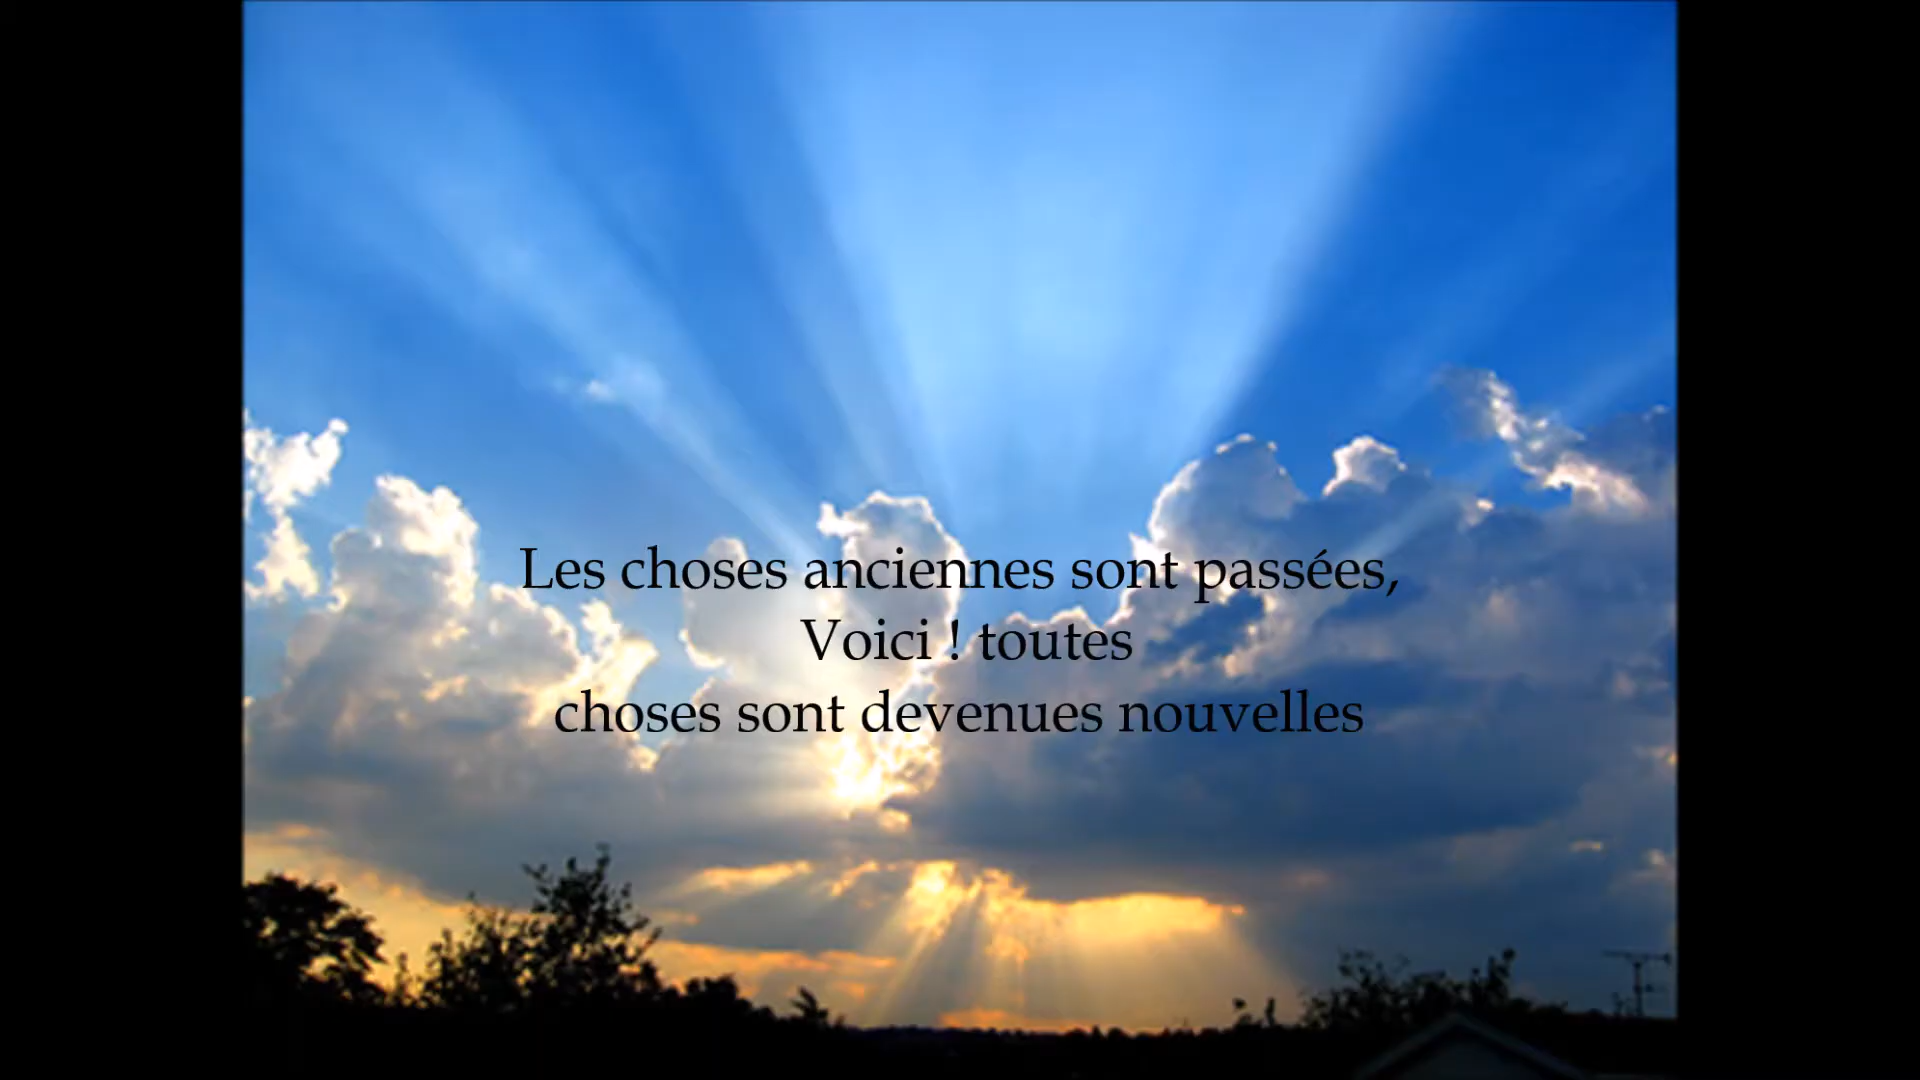 Les choses anciennes sont passées,
Voici ! toutes
choses sont devenues nouvelles